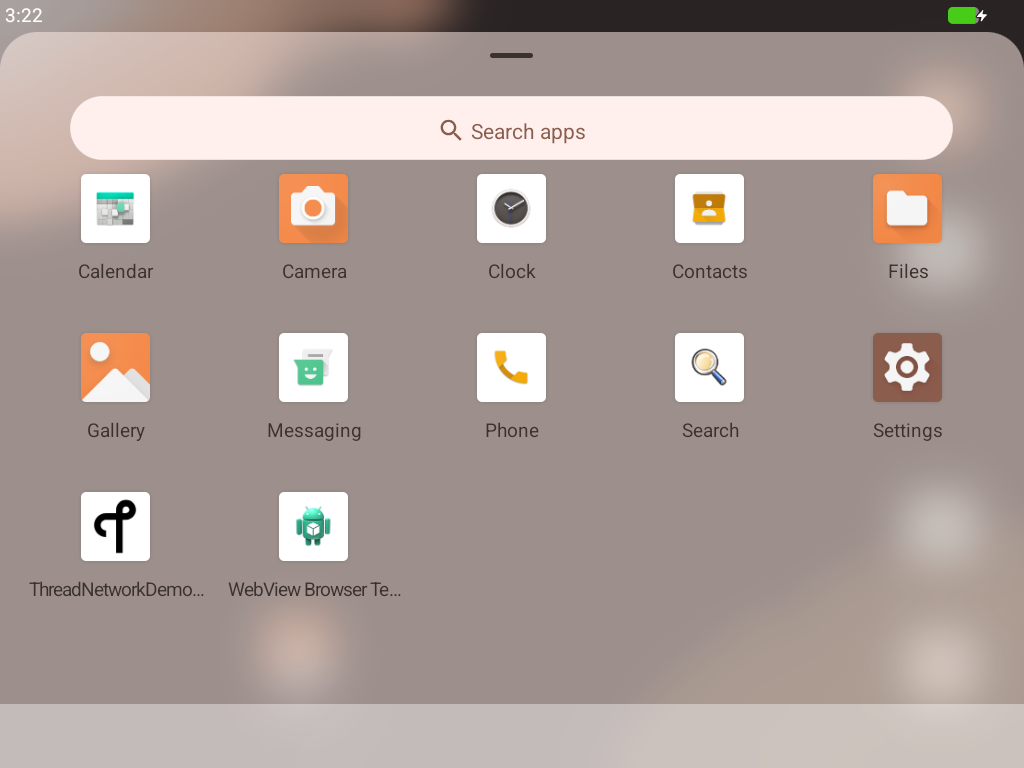 3:22
Search apps
Calendar
Camera
Clock
Contacts
Files
Gallery
Messaging
Phone
Search
Settings
ThreadNetworkDemo...
WebView Browser Te...